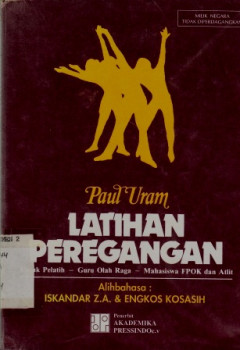 MILIK NEGARA
TIDAK DIPERDAGANGKAN
Paul Uram
LATIHAN
PEREGANGAN
Pelatih – Guru Olah Raga – Mahasiswa FPOK dan Atlit
Alihbahasa :
ISKANDAR Z.A. & ENGKOS KOSASIH
Penerbit
AKADEMIKA
PRESSINDO